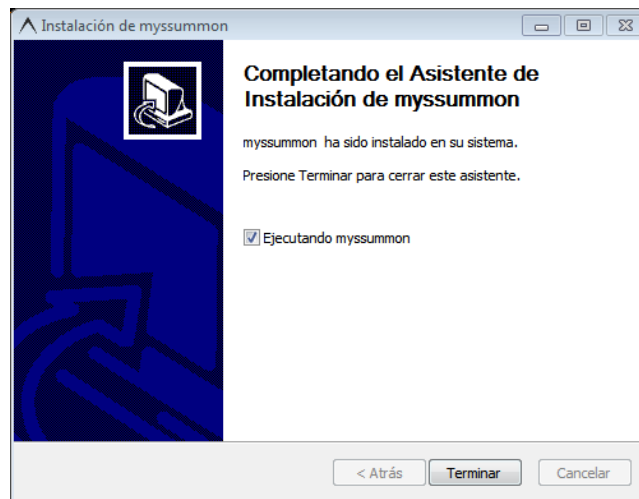 Instalación de myssummon
Completando el Asistente de
Instalación de myssummon
myssummon ha sido instalado en su sistema.
Presione Terminar para cerrar este asistente.
Ejecutando myssummon
< Atrás Terminar Cancelar